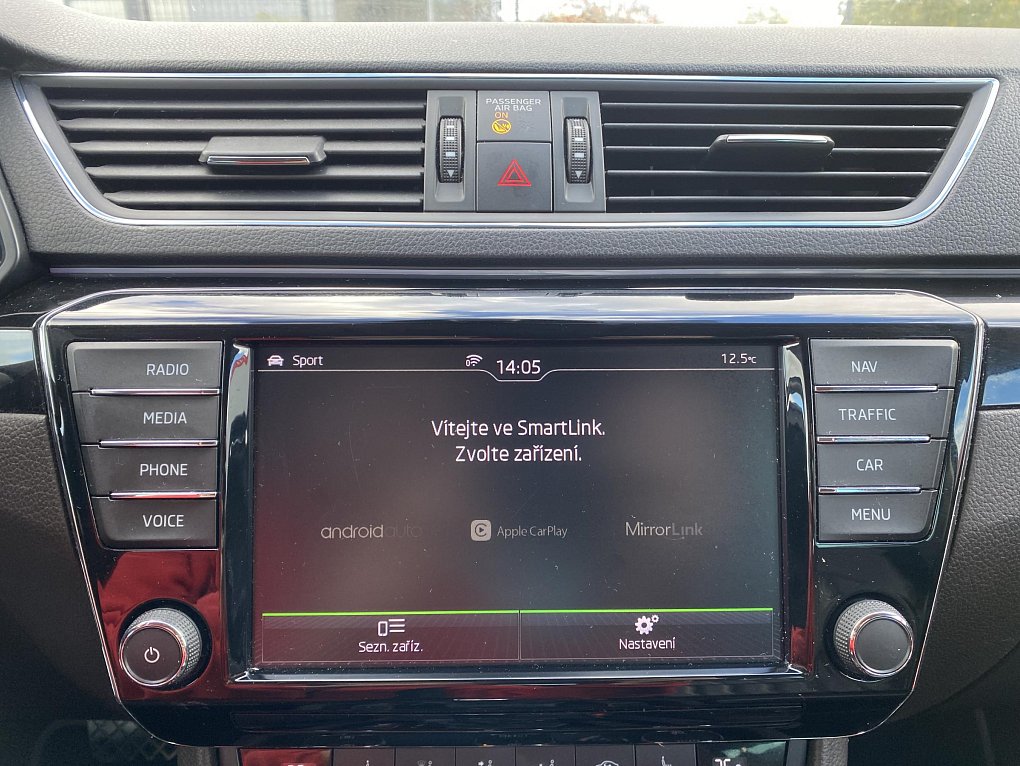 PASSENGER
AIR BAG
ON
Sport
14:05
12.5°C
RADIO
MEDIA
PHONE
VOICE
Vítejte ve SmartLink.
Zvolte zařízení.
androidauto
Apple CarPlay
MirrorLink
Sezn. zaříz.
Nastavení
NAV
TRAFFIC
CAR
MENU